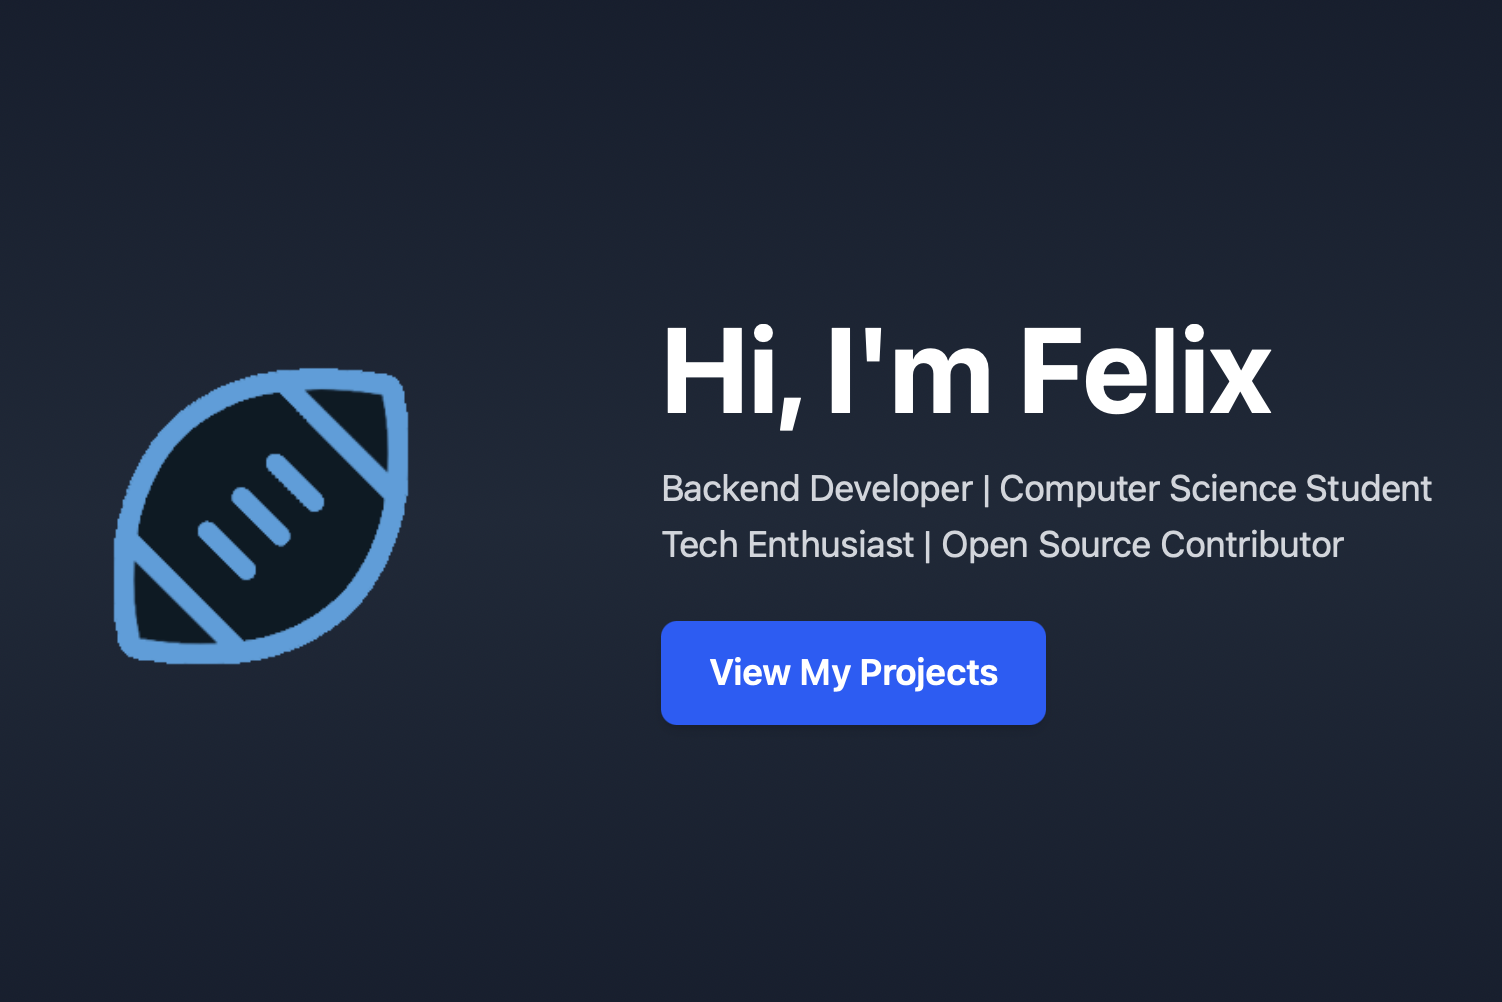 Hi, I'm Felix
Backend Developer | Computer Science Student
Tech Enthusiast | Open Source Contributor
View My Projects